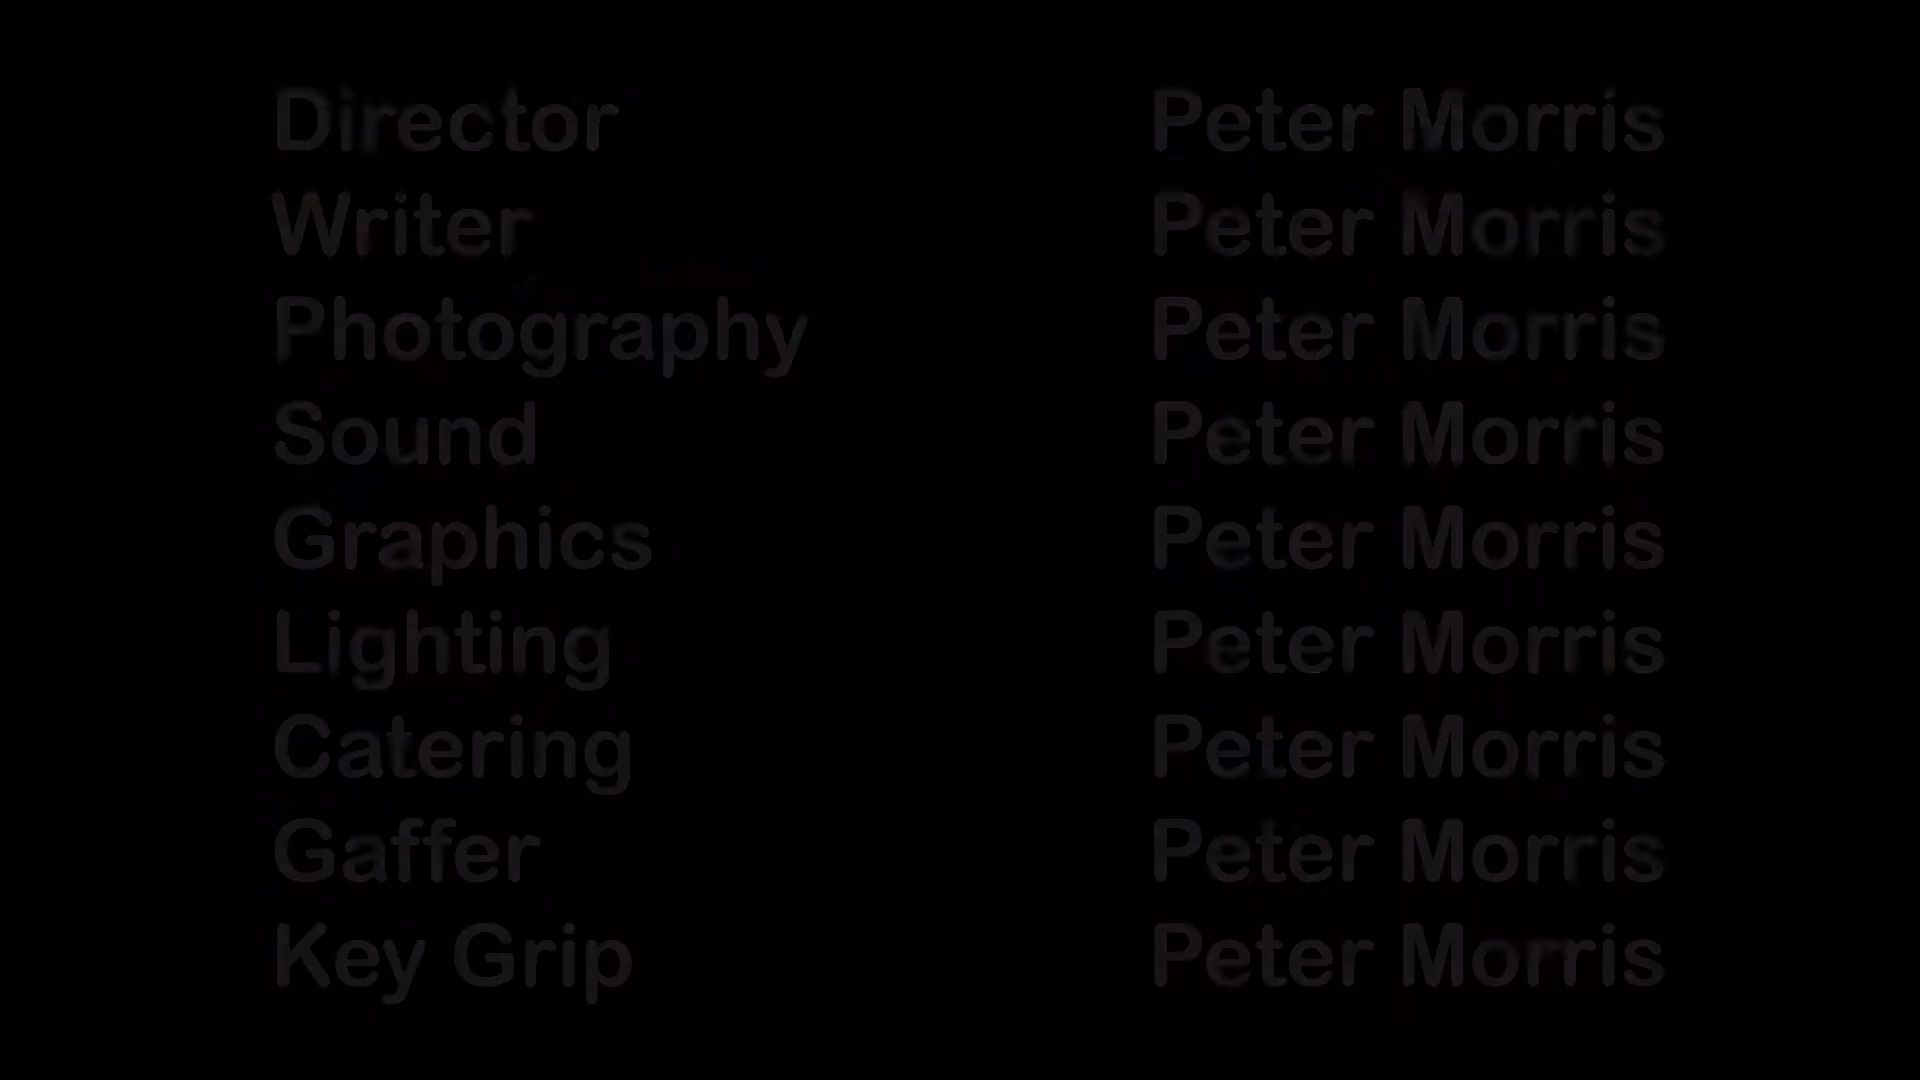 Director Peter Morris
Writer Peter Morris
Photography Peter Morris
Sound Peter Morris
Graphics Peter Morris
Lighting Peter Morris
Catering Peter Morris
Gaffer Peter Morris
Key Grip Peter Morris